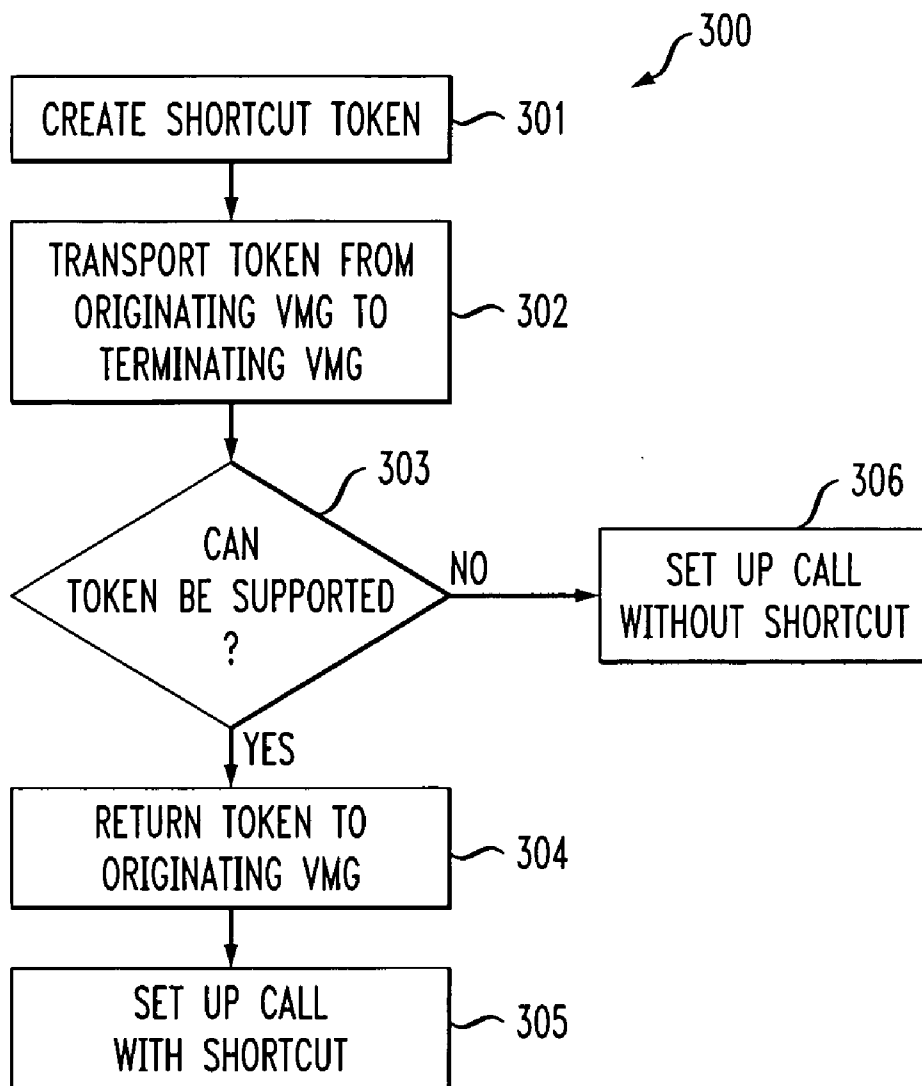 300
CREATE SHORTCUT TOKEN
301
TRANSPORT TOKEN FROM
ORIGINATING VMG TO
TERMINATING VMG
302
303
CAN
TOKEN BE SUPPORTED
?
NO
306
SET UP CALL
WITHOUT SHORTCUT
YES
RETURN TOKEN TO
ORIGINATING VMG
304
SET UP CALL
WITH SHORTCUT
305